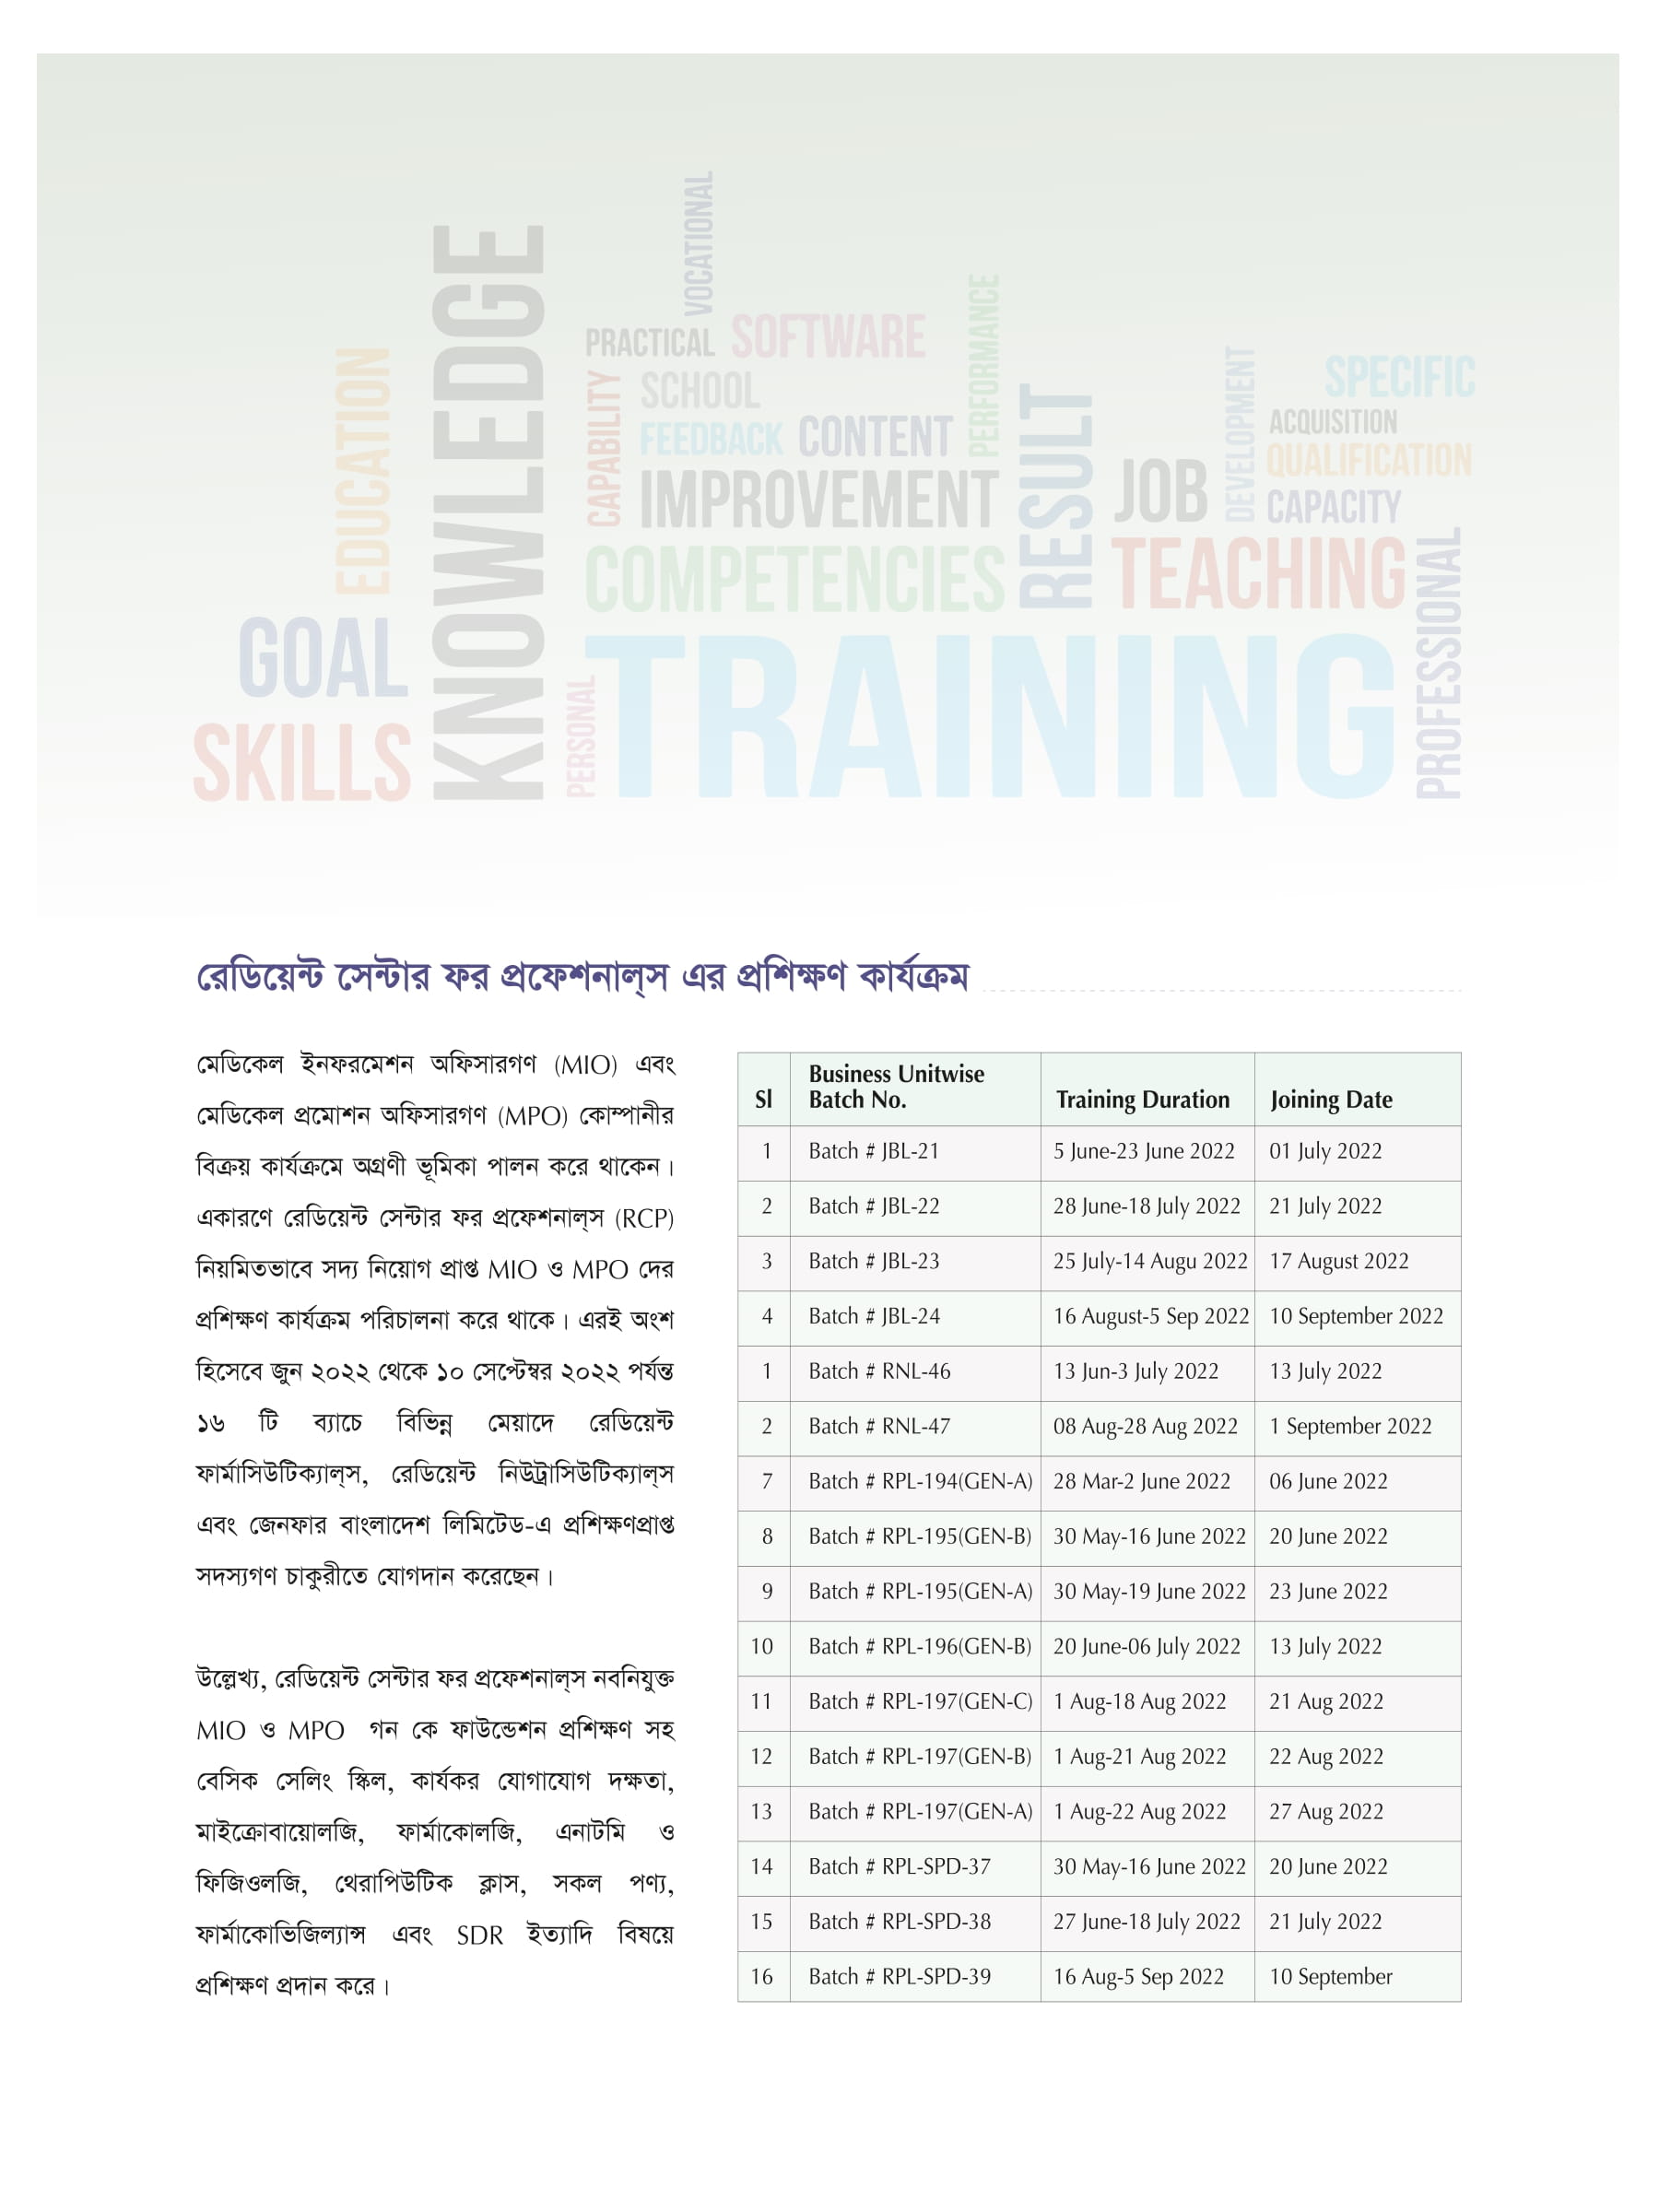 VOCATIONAL
KNOWLEDGE
PERFORMANCE
PRACTICAL SOFTWARE
EDUCATION
SPECIFIC
CAPABILITY
SCHOOL
DEVELOPMENT
RESULT
ACQUISITION
FEEDBACK CONTENT
QUALIFICATION
JOB
IMPROVEMENT
CAPACITY
COMPETENCIES
TEACHING
PROFESSIONAL
GOAL
TRAINING
PERSONAL
SKILLS
রেডিয়েন্ট সেন্টার ফর প্রফেশনাল্‌স এর প্রশিক্ষণ কার্যক্রম
মেডিকেল ইনফরমেশন অফিসারগণ (MIO) এবং
মেডিকেল প্রমোশন অফিসারগণ (MPO) কোম্পানীর
বিক্রয় কার্যক্রমে অগ্রণী ভূমিকা পালন করে থাকেন।
একারণে রেডিয়েন্ট সেন্টার ফর প্রফেশনাল্‌স (RCP)
নিয়মিতভাবে সদ্য নিয়োগ প্রাপ্ত MIO ও MPO দের
প্রশিক্ষণ কার্যক্রম পরিচালনা করে থাকে। এরই অংশ
হিসেবে জুন ২০২২ থেকে ১০ সেপ্টেম্বর ২০২২ পর্যন্ত
১৬ টি ব্যাচে বিভিন্ন মেয়াদে রেডিয়েন্ট
ফার্মাসিউটিক্যাল্‌স, রেডিয়েন্ট নিউট্রাসিউটিক্যাল্‌স
এবং জেনফার বাংলাদেশ লিমিটেড-এ প্রশিক্ষণপ্রাপ্ত
সদস্যগণ চাকুরীতে যোগদান করেছেন।
উল্লেখ্য, রেডিয়েন্ট সেন্টার ফর প্রফেশনাল্‌স নবনিযুক্ত
MIO ও MPO গন কে ফাউন্ডেশন প্রশিক্ষণ সহ
বেসিক সেলিং স্কিল, কার্যকর যোগাযোগ দক্ষতা,
মাইক্রোবায়োলজি, ফার্মাকোলজি, এনাটমি ও
ফিজিওলজি, থেরাপিউটিক ক্লাস, সকল পণ্য,
ফার্মাকোভিজিল্যান্স এবং SDR ইত্যাদি বিষয়ে
প্রশিক্ষণ প্রদান করে।
Business Unitwise
Sl Batch No. Training Duration Joining Date
1 Batch # JBL-21 5 June-23 June 2022 01 July 2022
2 Batch # JBL-22 28 June-18 July 2022 21 July 2022
3 Batch # JBL-23 25 July-14 Augu 2022 17 August 2022
4 Batch # JBL-24 16 August-5 Sep 2022 10 September 2022
1 Batch # RNL-46 13 Jun-3 July 2022 13 July 2022
2 Batch # RNL-47 08 Aug-28 Aug 2022 1 September 2022
7 Batch # RPL-194(GEN-A) 28 Mar-2 June 2022 06 June 2022
8 Batch # RPL-195(GEN-B) 30 May-16 June 2022 20 June 2022
9 Batch # RPL-195(GEN-A) 30 May-19 June 2022 23 June 2022
10 Batch # RPL-196(GEN-B) 20 June-06 July 2022 13 July 2022
11 Batch # RPL-197(GEN-C) 1 Aug-18 Aug 2022 21 Aug 2022
12 Batch # RPL-197(GEN-B) 1 Aug-21 Aug 2022 22 Aug 2022
13 Batch # RPL-197(GEN-A) 1 Aug-22 Aug 2022 27 Aug 2022
14 Batch # RPL-SPD-37 30 May-16 June 2022 20 June 2022
15 Batch # RPL-SPD-38 27 June-18 July 2022 21 July 2022
16 Batch # RPL-SPD-39 16 Aug-5 Sep 2022 10 September